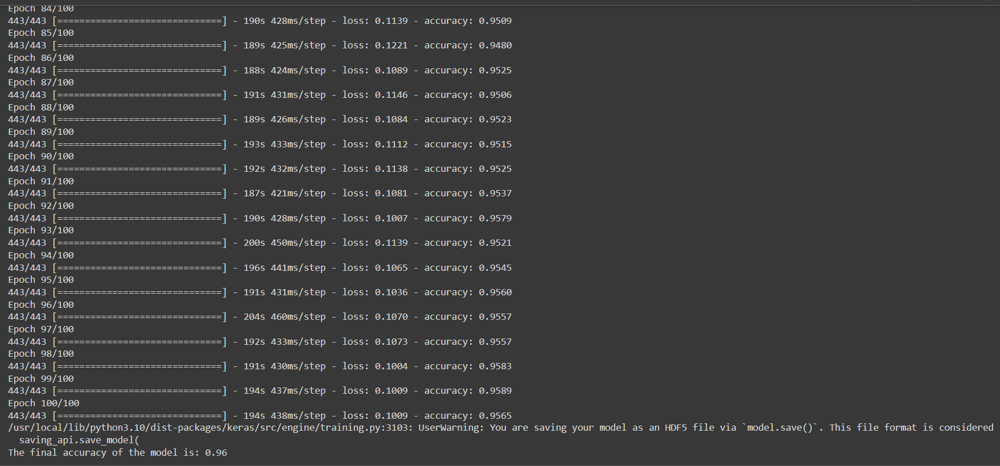 Epoch 84/100
443/443 [==============================] - 190s 428ms/step - loss: 0.1139 - accuracy: 0.9509
Epoch 85/100
443/443 [==============================] - 189s 425ms/step - loss: 0.1221 - accuracy: 0.9480
Epoch 86/100
443/443 [==============================] - 188s 424ms/step - loss: 0.1089 - accuracy: 0.9525
Epoch 87/100
443/443 [==============================] - 191s 431ms/step - loss: 0.1146 - accuracy: 0.9506
Epoch 88/100
443/443 [==============================] - 189s 426ms/step - loss: 0.1084 - accuracy: 0.9523
Epoch 89/100
443/443 [==============================] - 193s 433ms/step - loss: 0.1112 - accuracy: 0.9515
Epoch 90/100
443/443 [==============================] - 192s 432ms/step - loss: 0.1138 - accuracy: 0.9525
Epoch 91/100
443/443 [==============================] - 187s 421ms/step - loss: 0.1081 - accuracy: 0.9537
Epoch 92/100
443/443 [==============================] - 190s 428ms/step - loss: 0.1007 - accuracy: 0.9579
Epoch 93/100
443/443 [==============================] - 200s 450ms/step - loss: 0.1139 - accuracy: 0.9521
Epoch 94/100
443/443 [==============================] - 196s 441ms/step - loss: 0.1065 - accuracy: 0.9545
Epoch 95/100
443/443 [==============================] - 191s 431ms/step - loss: 0.1036 - accuracy: 0.9560
Epoch 96/100
443/443 [==============================] - 204s 460ms/step - loss: 0.1070 - accuracy: 0.9557
Epoch 97/100
443/443 [==============================] - 192s 433ms/step - loss: 0.1073 - accuracy: 0.9557
Epoch 98/100
443/443 [==============================] - 191s 430ms/step - loss: 0.1004 - accuracy: 0.9583
Epoch 99/100
443/443 [==============================] - 194s 437ms/step - loss: 0.1009 - accuracy: 0.9589
Epoch 100/100
443/443 [==============================] - 194s 438ms/step - loss: 0.1009 - accuracy: 0.9565
/usr/local/lib/python3.10/dist-packages/keras/src/engine/training.py:3103: UserWarning: You are saving your model as an HDF5 file via `model.save()`. This file format is considered
  saving_api.save_model(
The final accuracy of the model is: 0.96